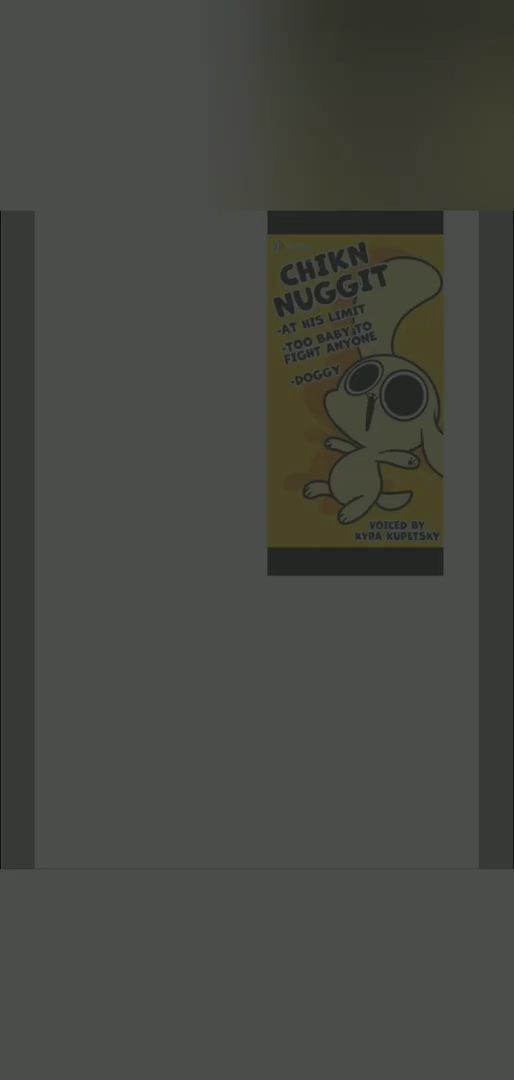 CHIKN
NUGGIT
-AT HIS LIMIT
-TOO BABY TO
FIGHT ANYONE
-DOGGY
VOICED BY
KYRA KUPETSKY